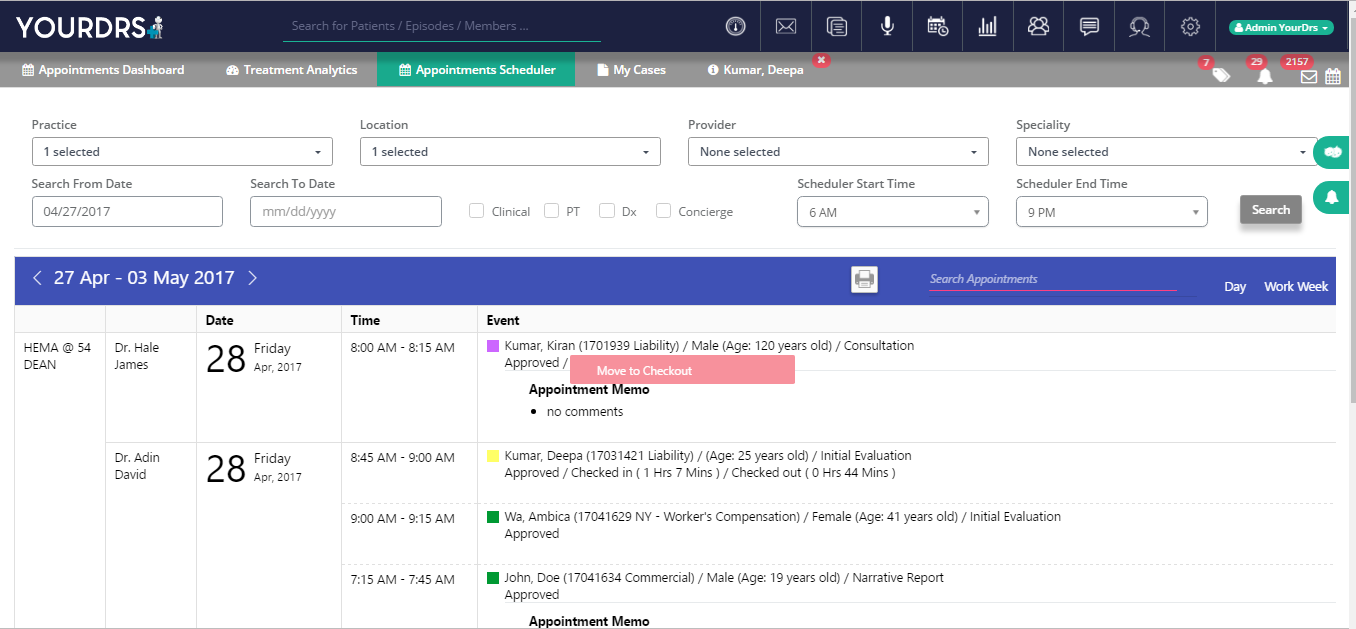 YOURDRS
Search for Patients / Episodes / Members ...
Admin YourDrs
Appointments Dashboard
Treatment Analytics
Appointments Scheduler
My Cases
Kumar, Deepa
7
29
2157
Practice
Location
Provider
Speciality
1 selected
1 selected
None selected
None selected
Search From Date
Search To Date
Scheduler Start Time
Scheduler End Time
04/27/2017
mm/dd/yyyy
Clinical
PT
Dx
Concierge
6 AM
9 PM
Search
27 Apr - 03 May 2017
Search Appointments
Day
Work Week
Date
Time
Event
HEMA @ 54
DEAN
Dr. Hale
James
28
Friday
Apr, 2017
8:00 AM - 8:15 AM
Kumar, Kiran (1701939 Liability) / Male (Age: 120 years old) / Consultation
Approved /
Move to Checkout
Appointment Memo
• no comments
Dr. Adin
David
28
Friday
Apr, 2017
8:45 AM - 9:00 AM
Kumar, Deepa (17031421 Liability) / (Age: 25 years old) / Initial Evaluation
Approved / Checked in ( 1 Hrs 7 Mins ) / Checked out ( 0 Hrs 44 Mins )
9:00 AM - 9:15 AM
Wa, Ambica (17041629 NY - Worker's Compensation) / Female (Age: 41 years old) / Initial Evaluation
Approved
7:15 AM - 7:45 AM
John, Doe (17041634 Commercial) / Male (Age: 19 years old) / Narrative Report
Approved
Appointment Memo